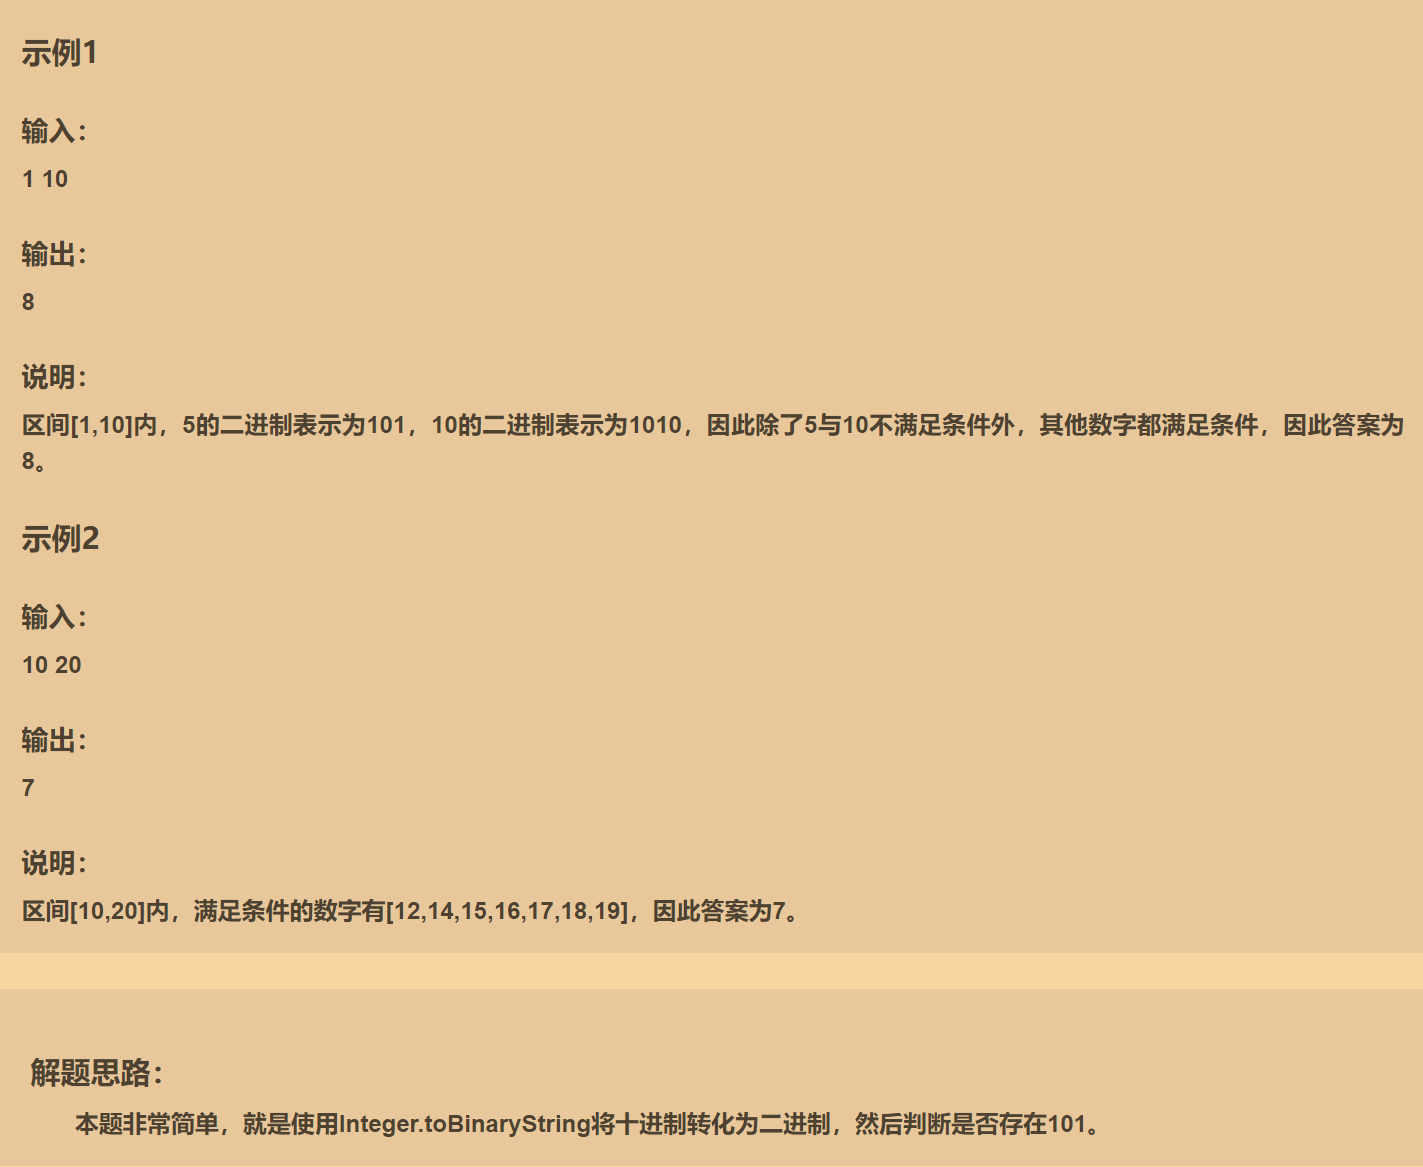 示例1
输入：
1 10
输出：
8
说明：
区间[1,10]内，5的二进制表示为101，10的二进制表示为1010，因此除了5与10不满足条件外，其他数字都满足条件，因此答案为
8。
示例2
输入：
10 20
输出：
7
说明：
区间[10,20]内，满足条件的数字有[12,14,15,16,17,18,19]，因此答案为7。
解题思路：
本题非常简单，就是使用Integer.toBinaryString将十进制转化为二进制，然后判断是否存在101。